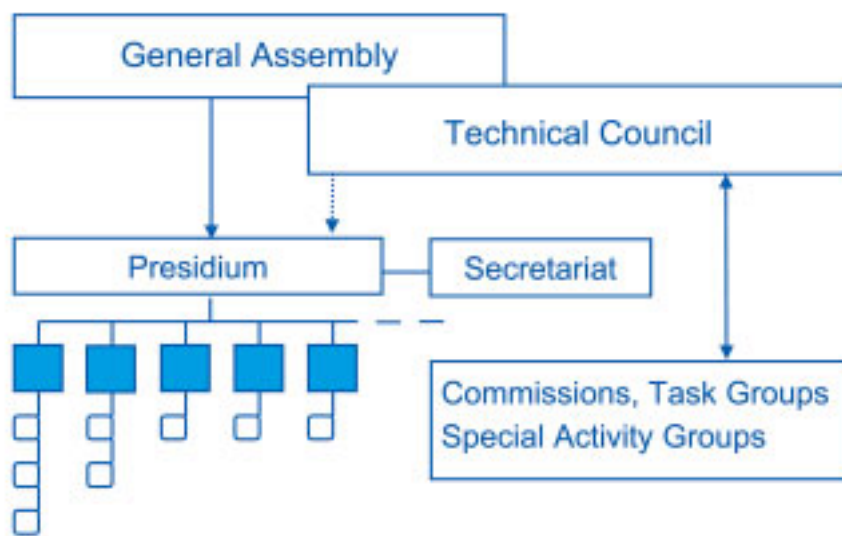 General Assembly
Technical Council
Presidium
Secretariat
Commissions, Task Groups
Special Activity Groups